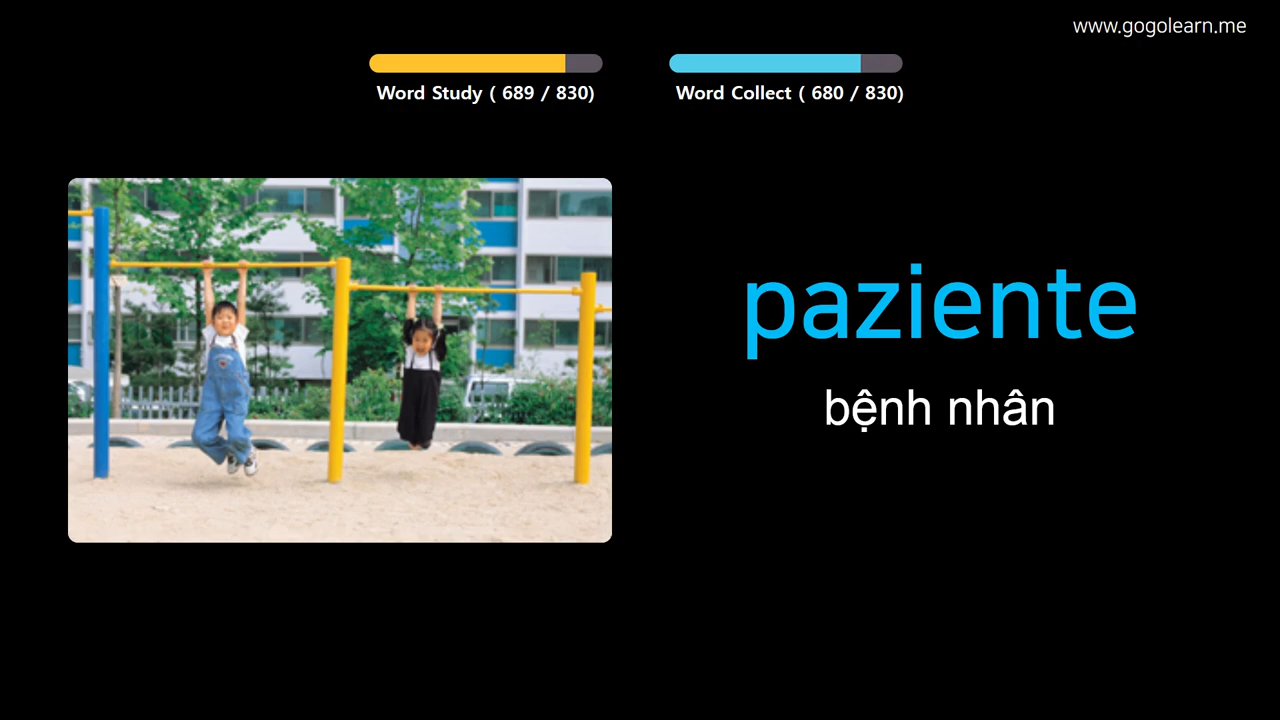 www.gogolearn.me
Word Study ( 689 / 830)
Word Collect ( 680 / 830)
paziente
bệnh nhân